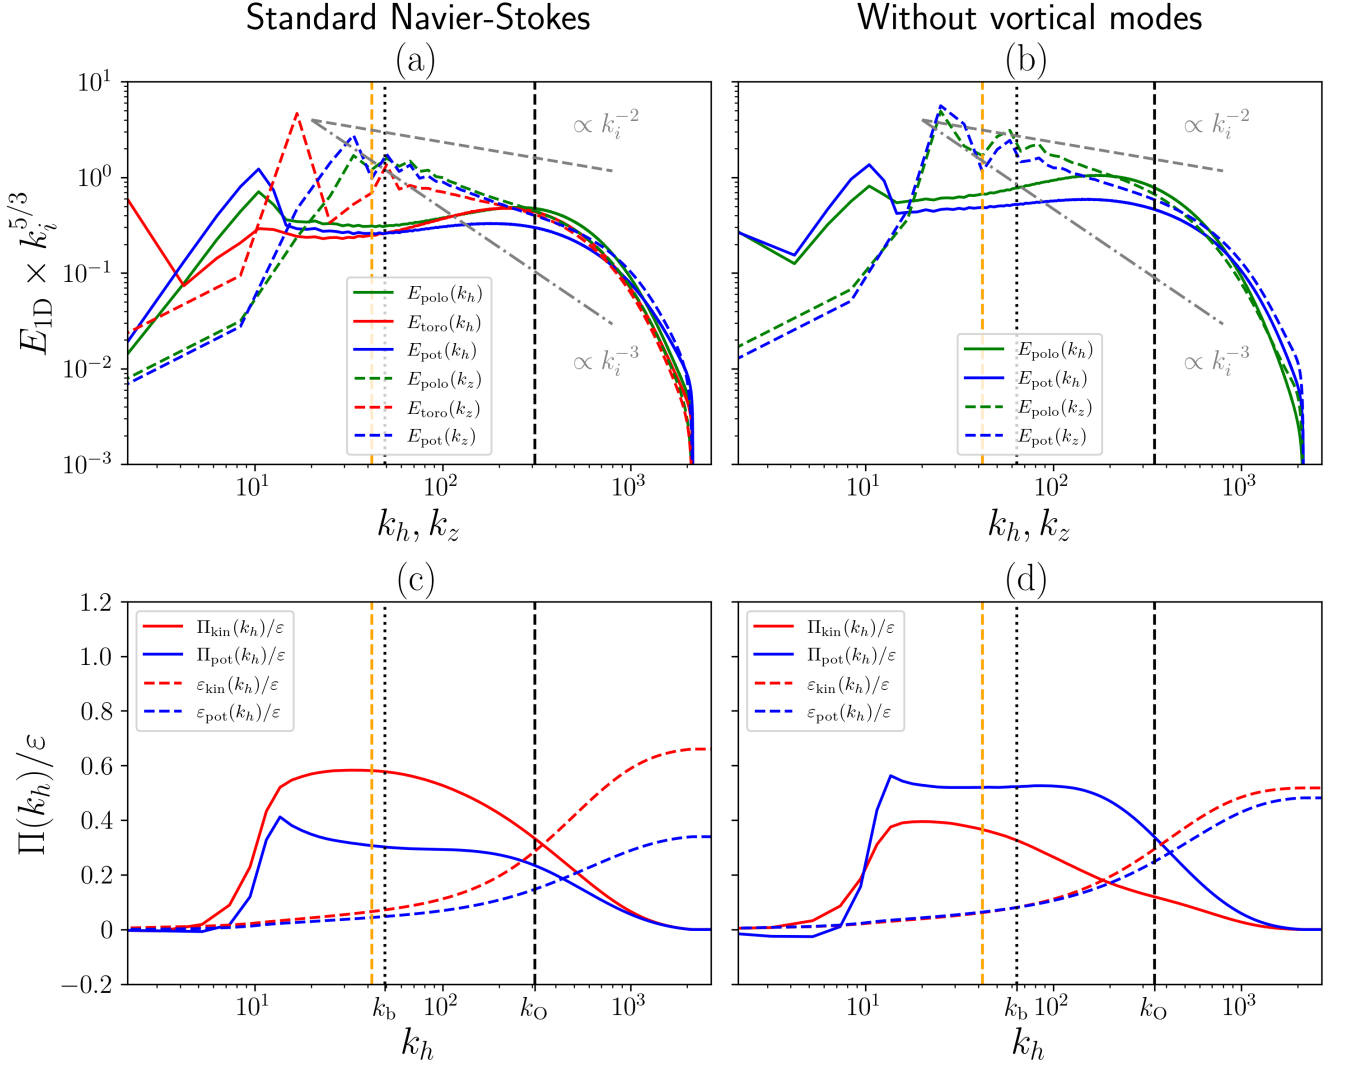 Standard Navier-Stokes
Without vortical modes
(a)
(b)
E_1D × k_i^{5/3}
10^1
10^0
10^{-1}
10^{-2}
10^{-3}
∝ k_i^{-2}
∝ k_i^{-3}
E_polo(k_h)
E_toro(k_h)
E_pot(k_h)
E_polo(k_z)
E_toro(k_z)
E_pot(k_z)
10^1
10^2
10^3
k_h, k_z
∝ k_i^{-2}
∝ k_i^{-3}
E_polo(k_h)
E_pot(k_h)
E_polo(k_z)
E_pot(k_z)
10^1
10^2
10^3
k_h, k_z
(c)
(d)
Π(k_h)/ε
1.2
1.0
0.8
0.6
0.4
0.2
0
−0.2
Π_kin(k_h)/ε
Π_pot(k_h)/ε
ε_kin(k_h)/ε
ε_pot(k_h)/ε
10^1
k_b
10^2
k_O
10^3
k_h
Π_kin(k_h)/ε
Π_pot(k_h)/ε
ε_kin(k_h)/ε
ε_pot(k_h)/ε
10^1
k_b
10^2
k_O
10^3
k_h